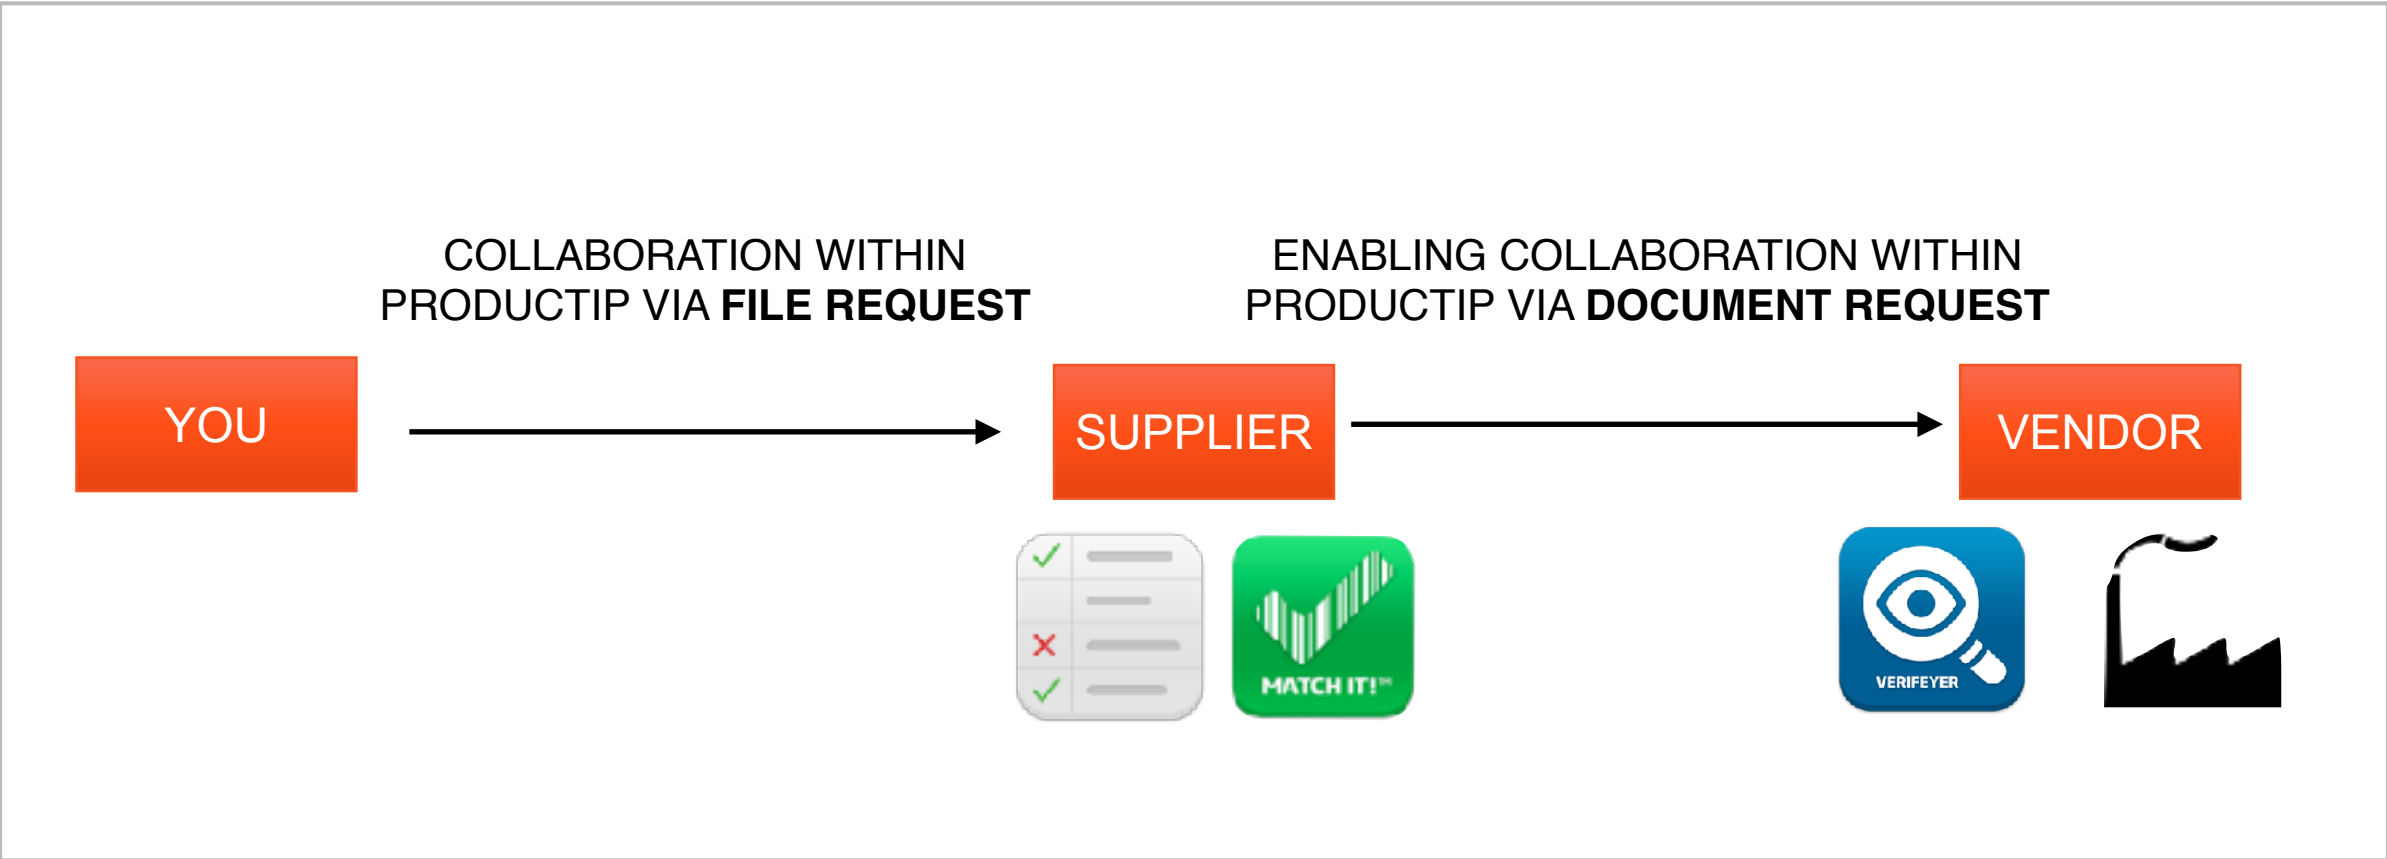 COLLABORATION WITHIN
PRODUCTIP VIA FILE REQUEST
ENABLING COLLABORATION WITHIN
PRODUCTIP VIA DOCUMENT REQUEST
YOU
SUPPLIER
VENDOR
MATCH IT!™
VERIFEYER